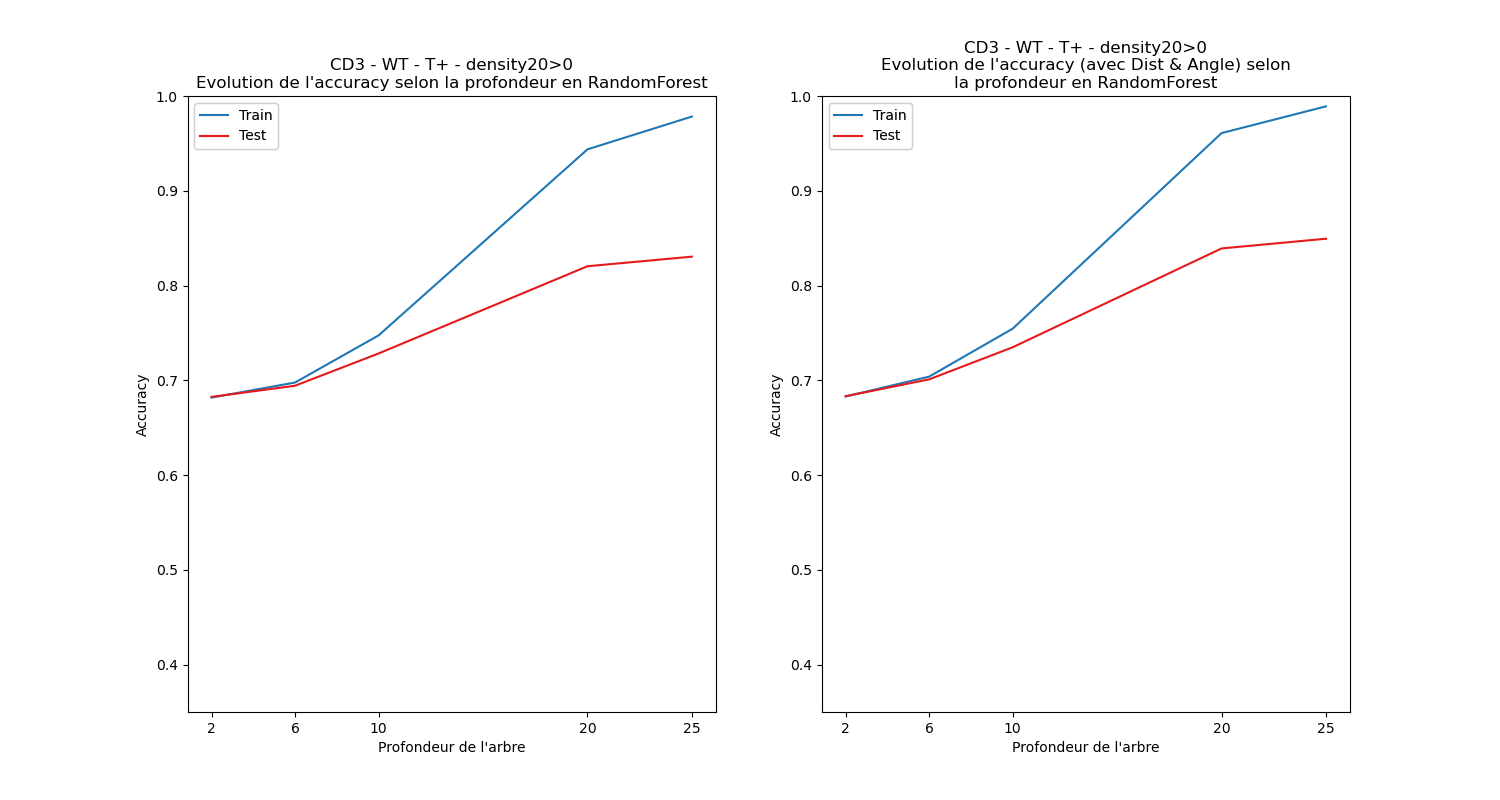 CD3 - WT - T+ - density20>0
Evolution de l'accuracy selon la profondeur en RandomForest
1.0
0.9
0.8
0.7
0.6
0.5
0.4
Accuracy
Train
Test
2
6
10
20
25
Profondeur de l'arbre
CD3 - WT - T+ - density20>0
Evolution de l'accuracy (avec Dist & Angle) selon
la profondeur en RandomForest
1.0
0.9
0.8
0.7
0.6
0.5
0.4
Accuracy
Train
Test
2
6
10
20
25
Profondeur de l'arbre